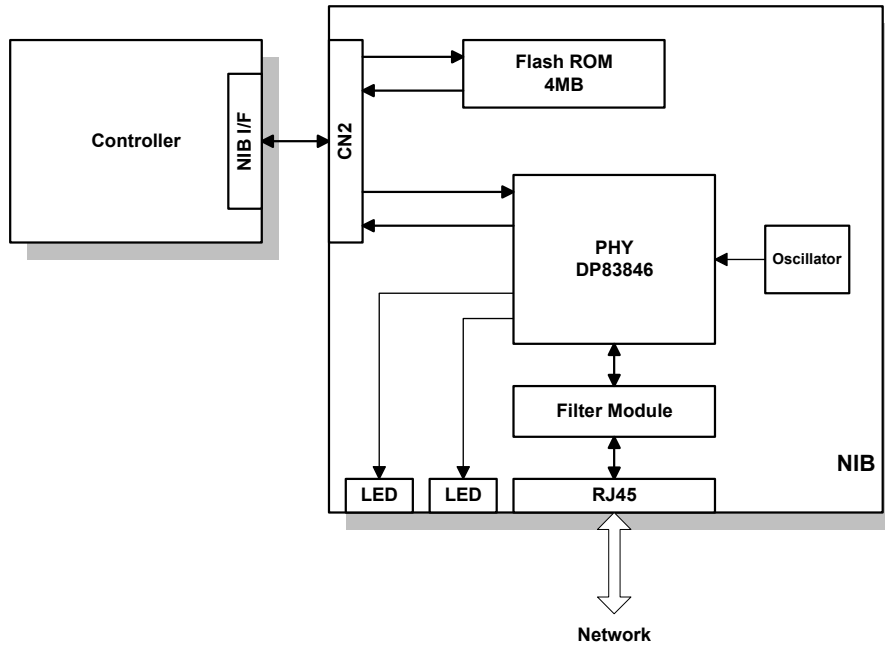 Flash ROM
4MB
Controller
NIB I/F
CN2
PHY
DP83846
Oscillator
Filter Module
NIB
LED
LED
RJ45
Network